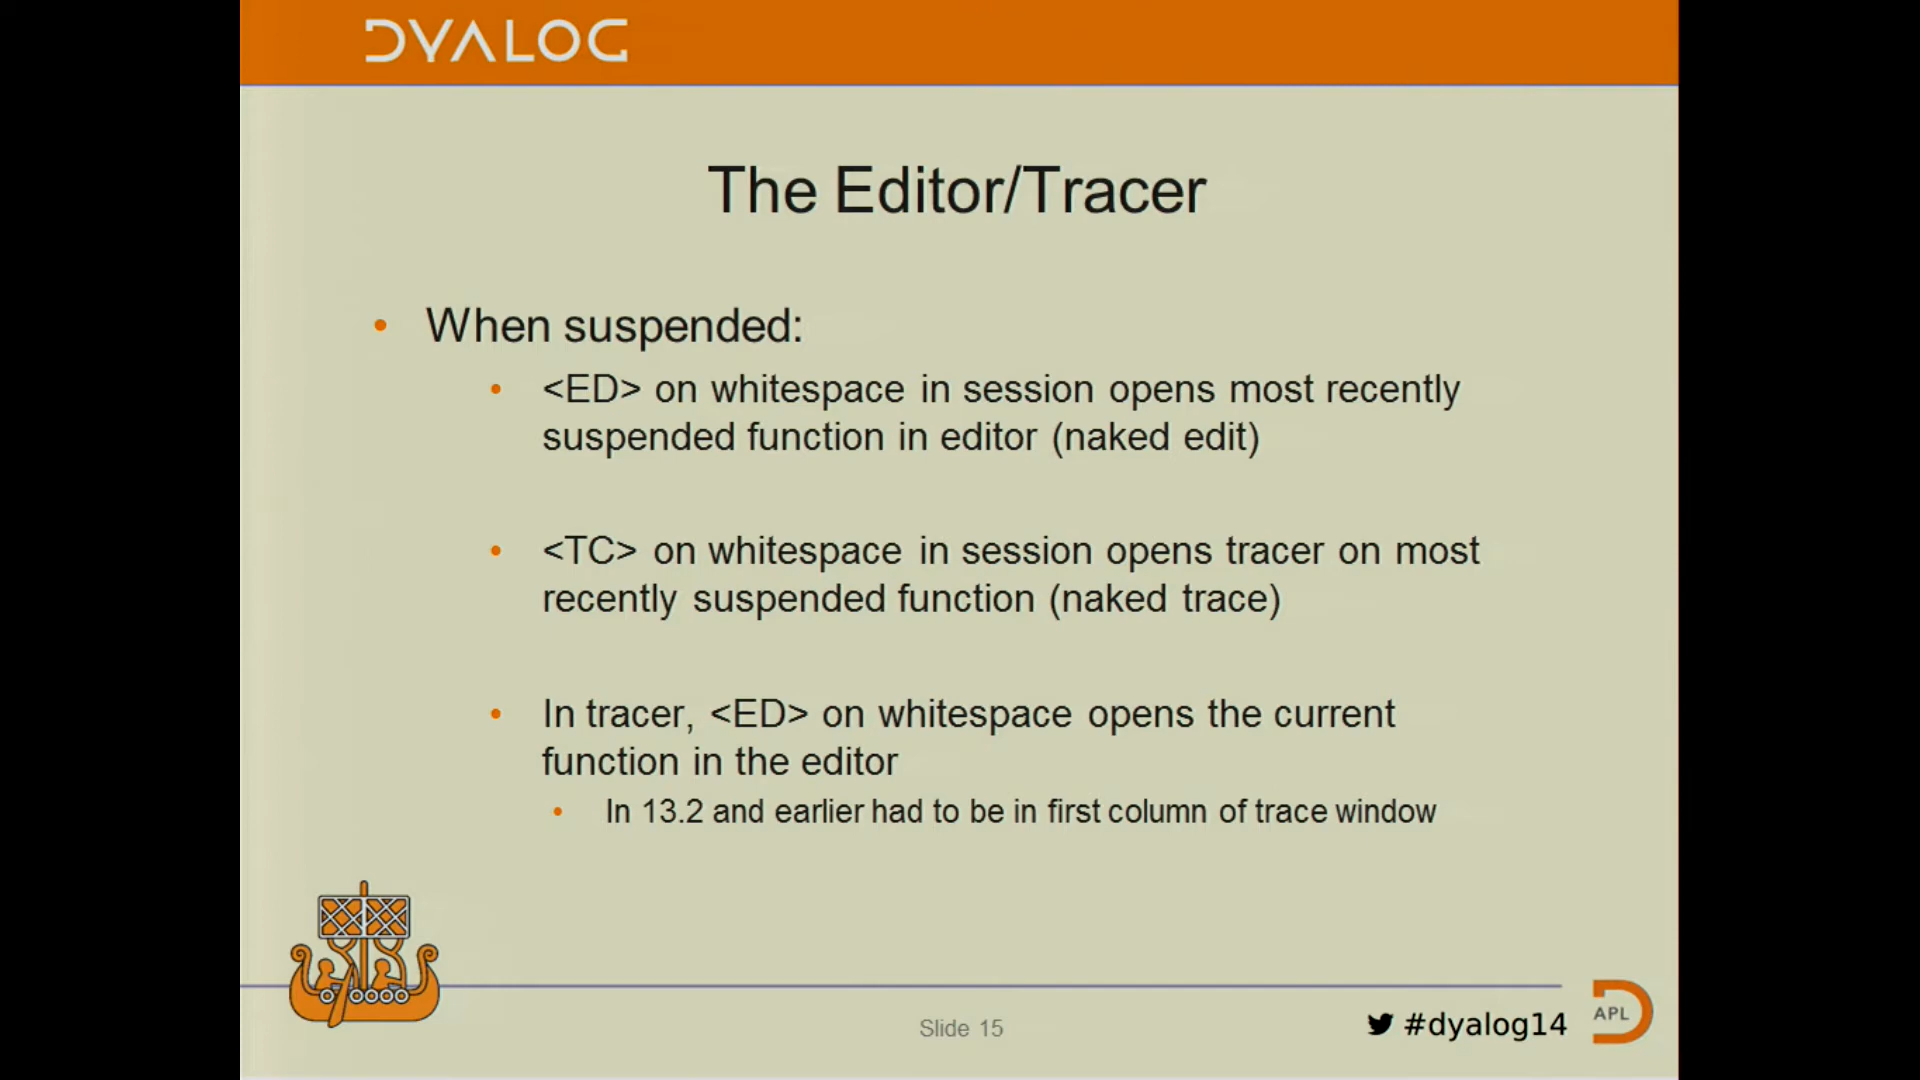 DYALOG
The Editor/Tracer
• When suspended:
• <ED> on whitespace in session opens most recently
suspended function in editor (naked edit)
• <TC> on whitespace in session opens tracer on most
recently suspended function (naked trace)
• In tracer, <ED> on whitespace opens the current
function in the editor
• In 13.2 and earlier had to be in first column of trace window
Slide 15
#dyalog14
APL